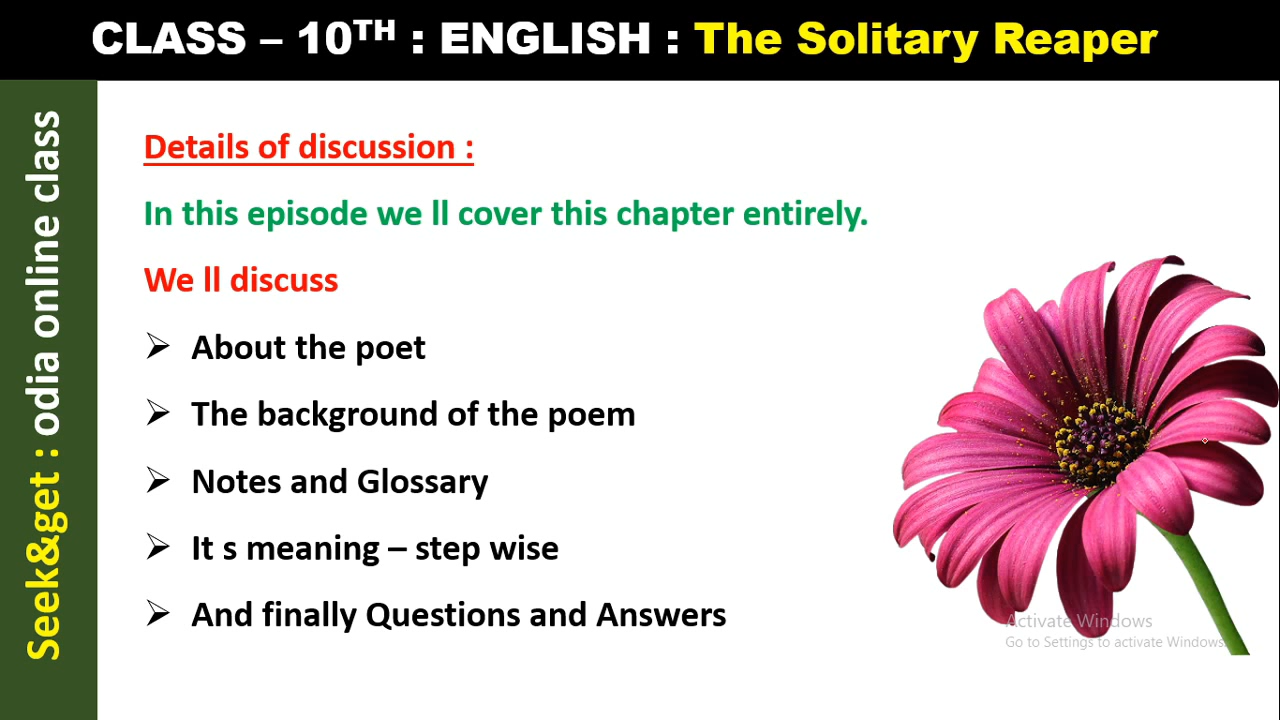 CLASS – 10TH : ENGLISH : The Solitary Reaper
Seek&get : odia online class
Details of discussion :
In this episode we ll cover this chapter entirely.
We ll discuss
➢ About the poet
➢ The background of the poem
➢ Notes and Glossary
➢ It s meaning – step wise
➢ And finally Questions and Answers
Activate Windows
Go to Settings to activate Windows.